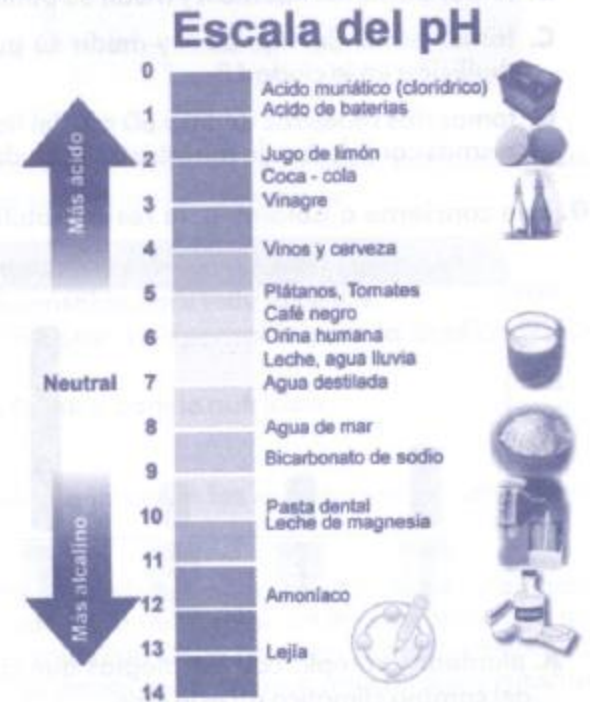 Escala del pH
0
Acido muriático (clorídrico)
1
Acido de baterias
Jugo de limón
2
Coca - cola
3
Vinagre
4
Vinos y cerveza
5
Plátanos, Tomates
Café negro
6
Orina humana
Leche, agua lluvia
Neutral
7
Agua destilada
8
Agua de mar
Bicarbonato de sodio
9
Pasta dental
10
Leche de magnesia
11
Amoníaco
12
13
Lejía
14
Más acido
Más alcalino
C.